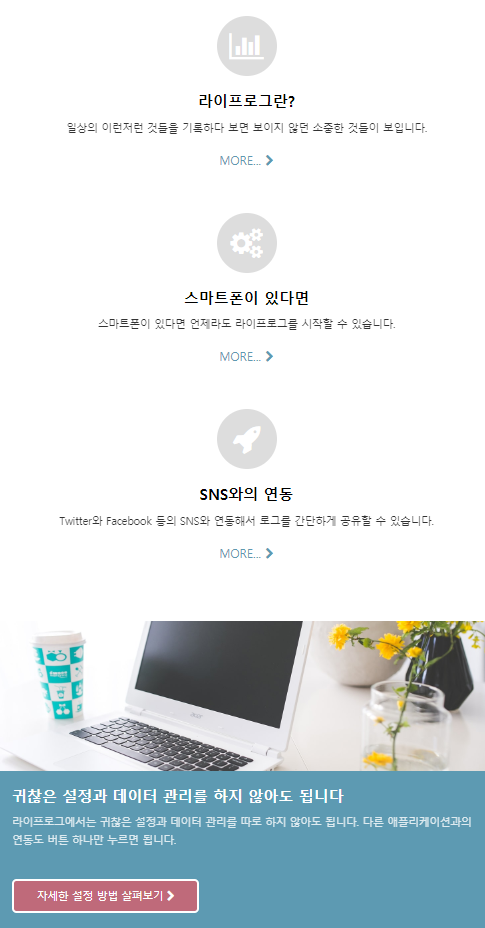 라이프로그란?
일상의 이런저런 것들을 기록하다 보면 보이지 않던 소중한 것들이 보입니다.
MORE...
스마트폰이 있다면
스마트폰이 있다면 언제라도 라이프로그를 시작할 수 있습니다.
MORE...
SNS와의 연동
Twitter와 Facebook 등의 SNS와 연동해서 로그를 간단하게 공유할 수 있습니다.
MORE...
acer
귀찮은 설정과 데이터 관리를 하지 않아도 됩니다
라이프로그에서는 귀찮은 설정과 데이터 관리를 따로 하지 않아도 됩니다. 다른 애플리케이션과의
연동도 버튼 하나만 누르면 됩니다.
자세한 설정 방법 살펴보기